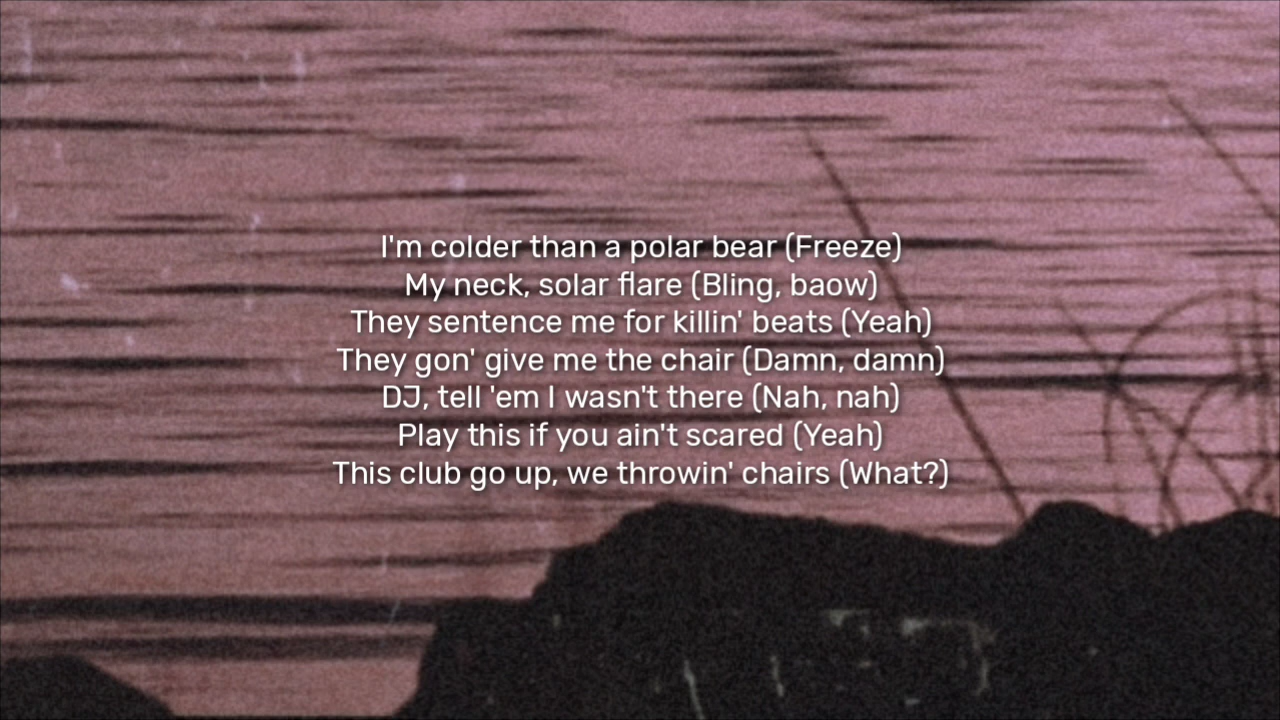 I'm colder than a polar bear (Freeze)
My neck, solar flare (Bling, baow)
They sentence me for killin' beats (Yeah)
They gon' give me the chair (Damn, damn)
DJ, tell 'em I wasn't there (Nah, nah)
Play this if you ain't scared (Yeah)
This club go up, we throwin' chairs (What?)